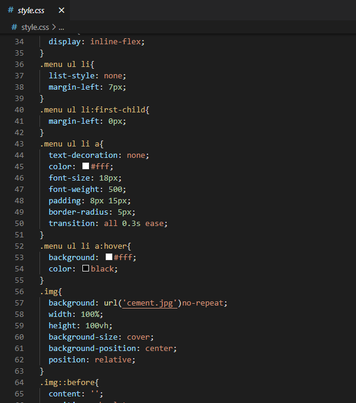 # style.css ×
# style.css > ...
34 display: inline-flex;
35 }
36 .menu ul li{
37 list-style: none;
38 margin-left: 7px;
39 }
40 .menu ul li:first-child{
41 margin-left: 0px;
42 }
43 .menu ul li a{
44 text-decoration: none;
45 color: #fff;
46 font-size: 18px;
47 font-weight: 500;
48 padding: 8px 15px;
49 border-radius: 5px;
50 transition: all 0.3s ease;
51 }
52 .menu ul li a:hover{
53 background: #fff;
54 color: black;
55 }
56 .img{
57 background: url('cement.jpg')no-repeat;
58 width: 100%;
59 height: 100vh;
60 background-size: cover;
61 background-position: center;
62 position: relative;
63 }
64 .img::before{
65 content: '';